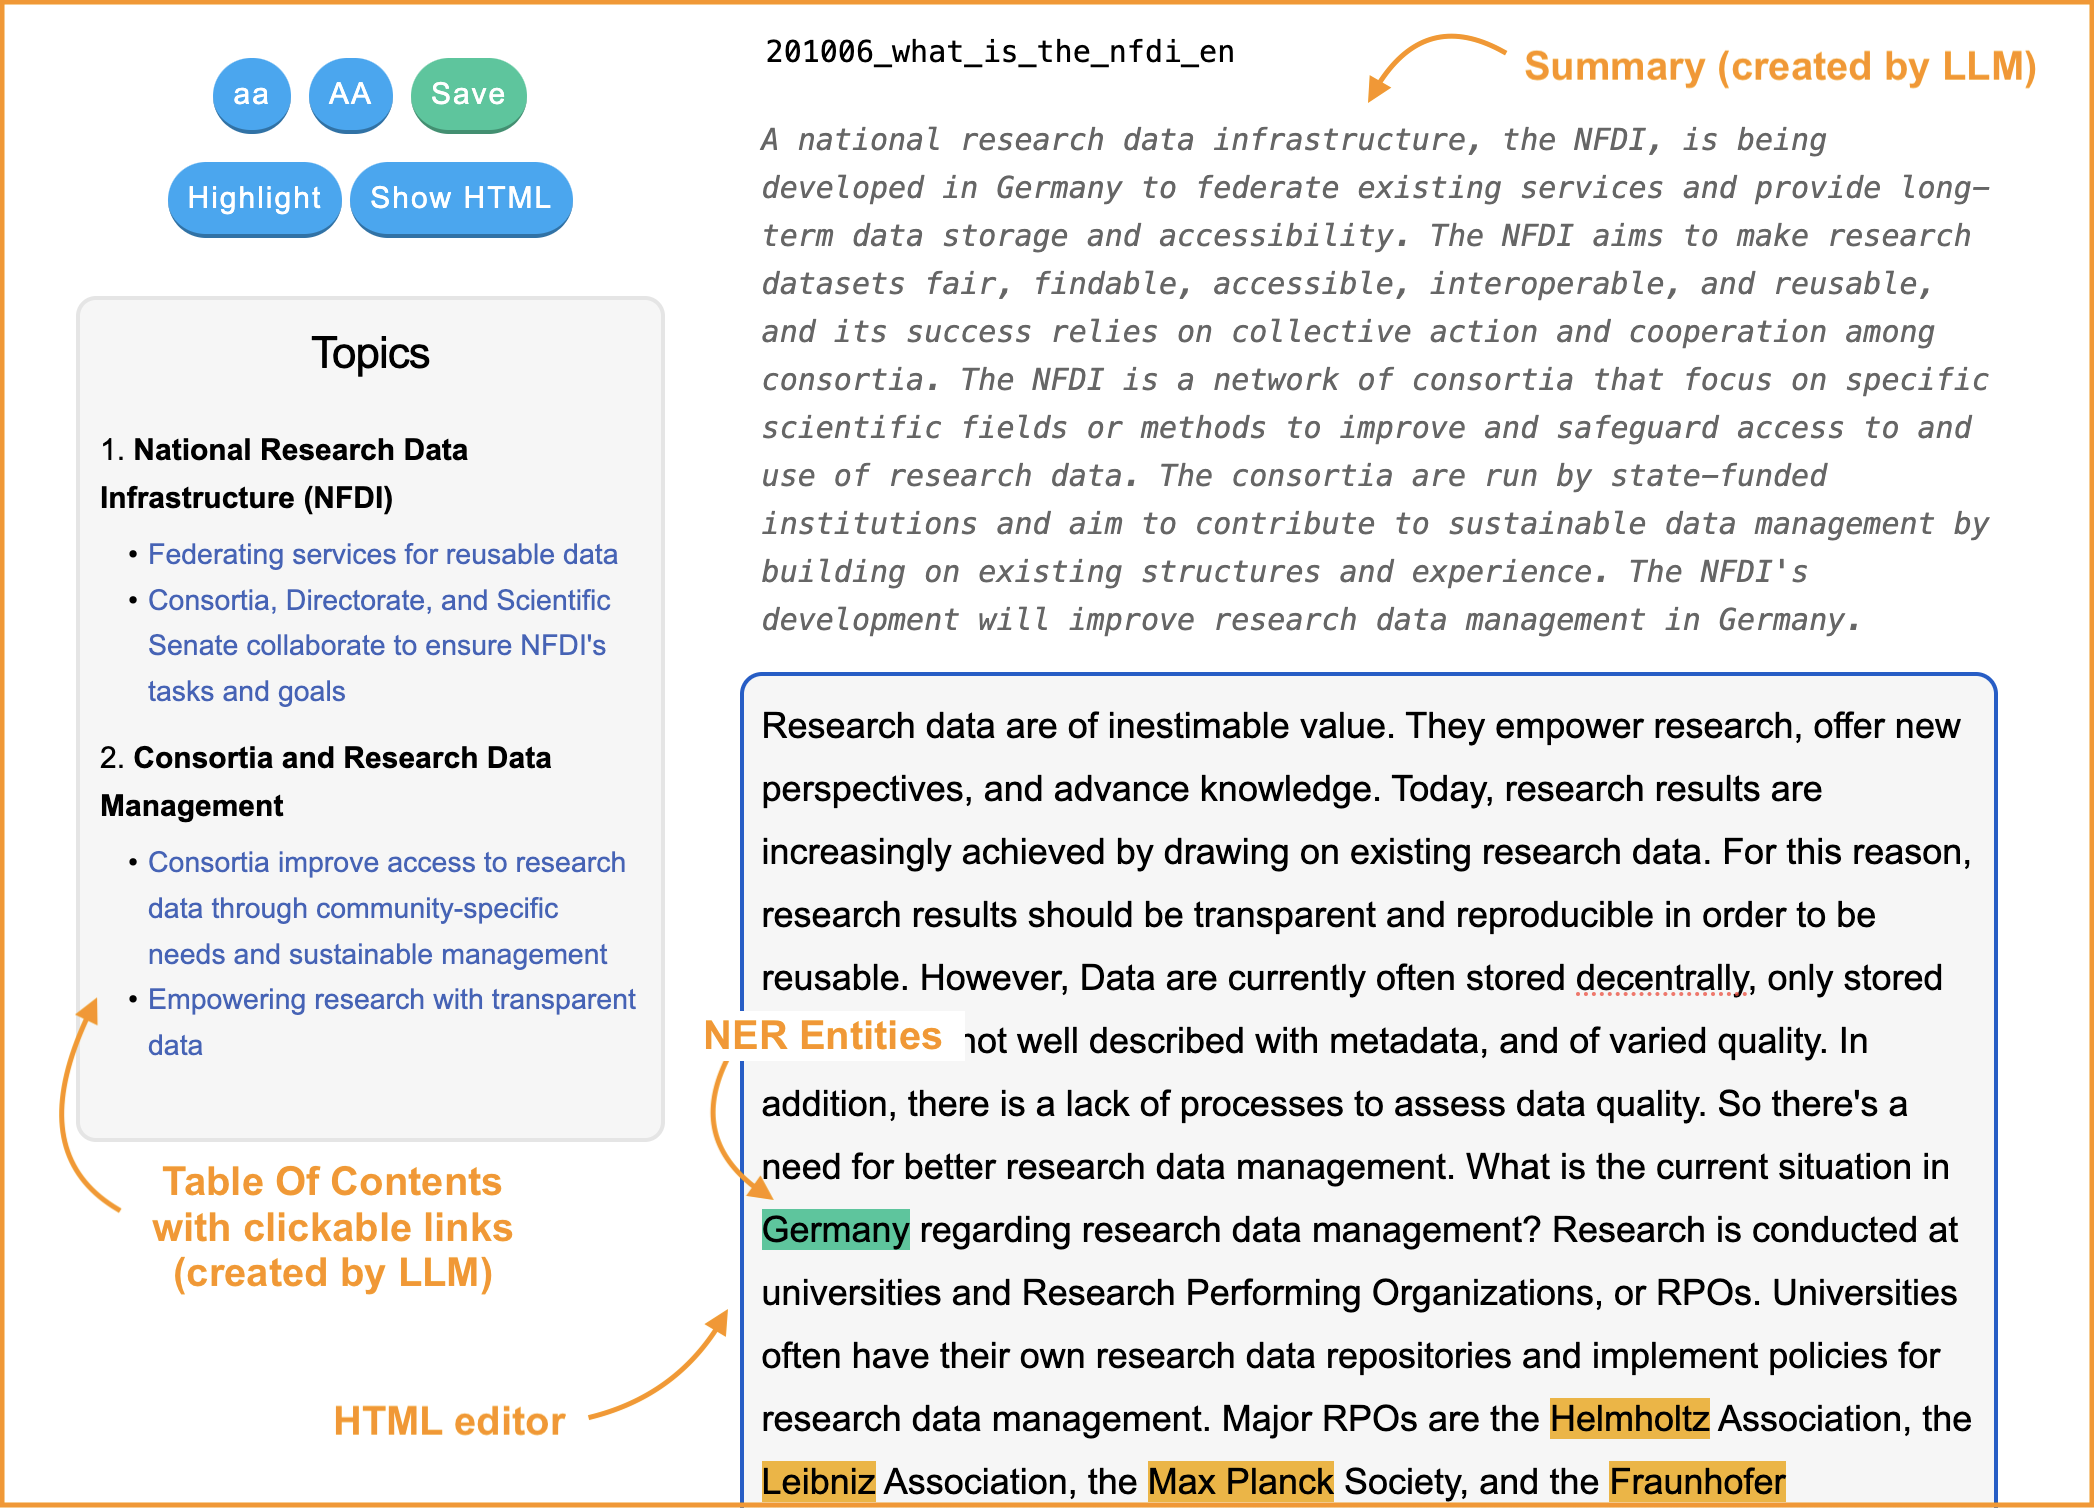 aa AA Save
Highlight Show HTML
Topics
1. National Research Data
Infrastructure (NFDI)
• Federating services for reusable data
• Consortia, Directorate, and Scientific
Senate collaborate to ensure NFDI's
tasks and goals
2. Consortia and Research Data
Management
• Consortia improve access to research
data through community-specific
needs and sustainable management
• Empowering research with transparent
data
Table Of Contents
with clickable links
(created by LLM)
HTML editor
201006_what_is_the_nfdi_en
Summary (created by LLM)
A national research data infrastructure, the NFDI, is being
developed in Germany to federate existing services and provide long-
term data storage and accessibility. The NFDI aims to make research
datasets fair, findable, accessible, interoperable, and reusable,
and its success relies on collective action and cooperation among
consortia. The NFDI is a network of consortia that focus on specific
scientific fields or methods to improve and safeguard access to and
use of research data. The consortia are run by state-funded
institutions and aim to contribute to sustainable data management by
building on existing structures and experience. The NFDI's
development will improve research data management in Germany.
Research data are of inestimable value. They empower research, offer new
perspectives, and advance knowledge. Today, research results are
increasingly achieved by drawing on existing research data. For this reason,
research results should be transparent and reproducible in order to be
reusable. However, Data are currently often stored decentrally, only stored
NER Entities
not well described with metadata, and of varied quality. In
addition, there is a lack of processes to assess data quality. So there's a
need for better research data management. What is the current situation in
Germany regarding research data management? Research is conducted at
universities and Research Performing Organizations, or RPOs. Universities
often have their own research data repositories and implement policies for
research data management. Major RPOs are the Helmholtz Association, the
Leibniz Association, the Max Planck Society, and the Fraunhofer